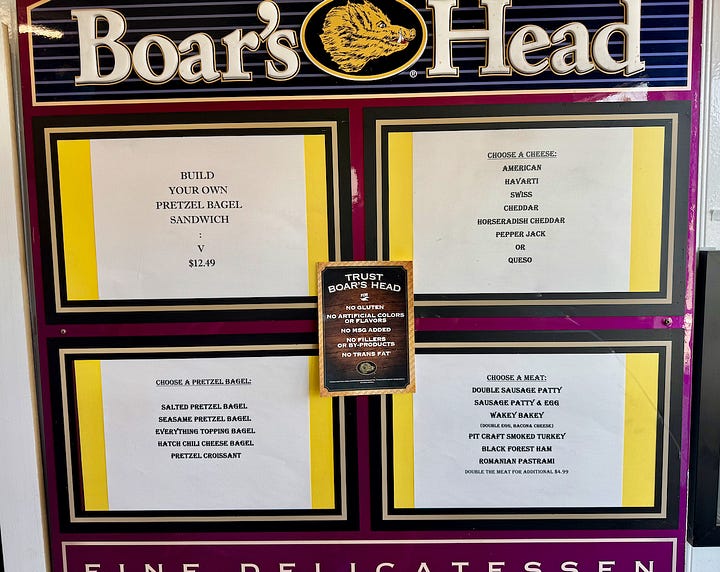 Boar's Head
®
BUILD
YOUR OWN
PRETZEL BAGEL
SANDWICH
:
V
$12.49
CHOOSE A CHEESE:
AMERICAN
HAVARTI
SWISS
CHEDDAR
HORSERADISH CHEDDAR
PEPPER JACK
OR
QUESO
TRUST
BOAR'S HEAD
NO GLUTEN
NO ARTIFICIAL COLORS
OR FLAVORS
NO MSG ADDED
NO FILLERS
OR BY-PRODUCTS
NO TRANS FAT
CHOOSE A PRETZEL BAGEL:
SALTED PRETZEL BAGEL
SEASAME PRETZEL BAGEL
EVERYTHING TOPPING BAGEL
HATCH CHILI CHEESE BAGEL
PRETZEL CROISSANT
CHOOSE A MEAT:
DOUBLE SAUSAGE PATTY
SAUSAGE PATTY & EGG
WAKEY BAKEY
(DOUBLE EGG, BACON& CHEESE)
PIT CRAFT SMOKED TURKEY
BLACK FOREST HAM
ROMANIAN PASTRAMI
DOUBLE THE MEAT FOR ADDITIONAL $4.99
FINE DELICATESSEN